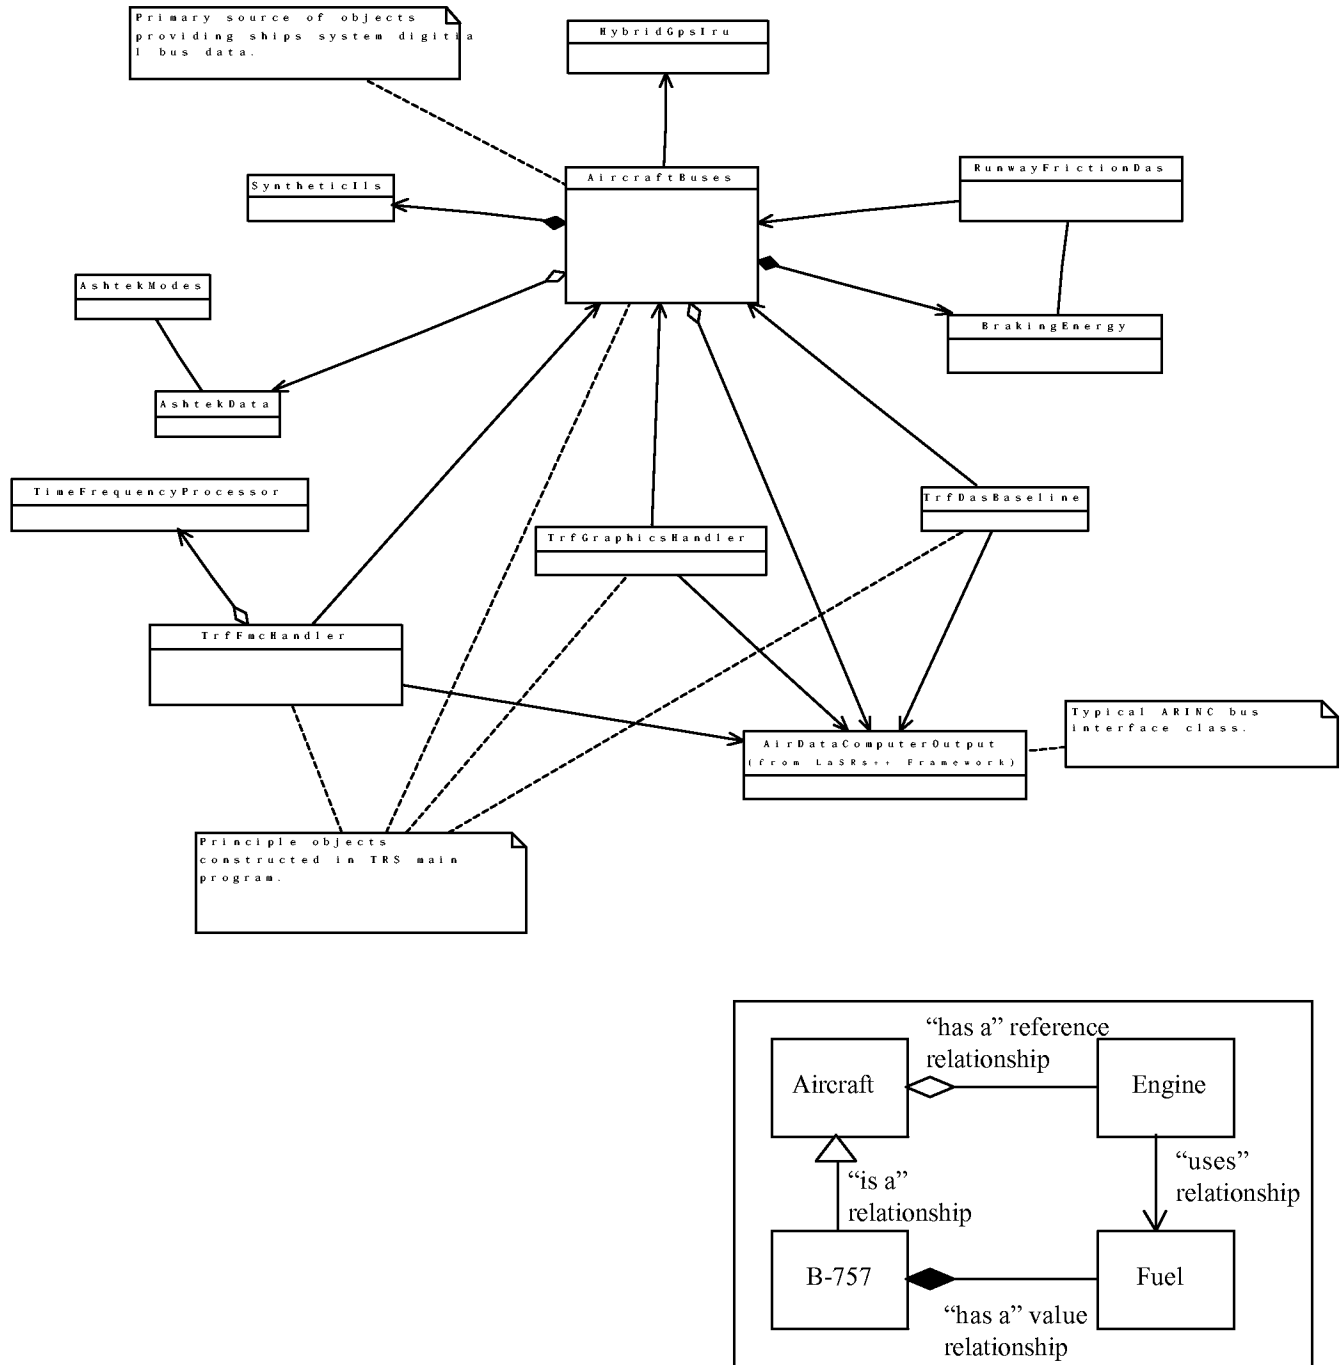 Primary source of objects
providing ships system digitia
l bus data.
HybridGpsIru
AircraftBuses
RunwayFrictionDas
SyntheticIls
AshtekModes
BrakingEnergy
AshtekData
TimeFrequencyProcessor
TrfDasBaseline
TrfGraphicsHandler
TrfFmcHandler
Typical ARINC bus
interface class.
AirDataComputerOutput
(from LaSRs++ Framework)
Principle objects
constructed in TRS main
program.
“has a” reference
relationship
Aircraft
Engine
“is a”
relationship
“uses”
relationship
B-757
Fuel
“has a” value
relationship